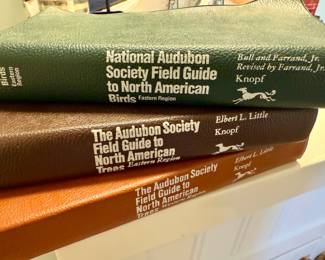 Birds
Eastern
Region
National Audubon
Society Field Guide
to North American
Birds Eastern Region
Bull and Farrand, Jr.
Revised by Farrand, Jr.
Knopf
The Audubon Society
Field Guide to
North American
Trees Eastern Region
Elbert L. Little
Knopf
The Audubon Society
Field Guide to
North American
Trees
Elbert L. Little
Knopf